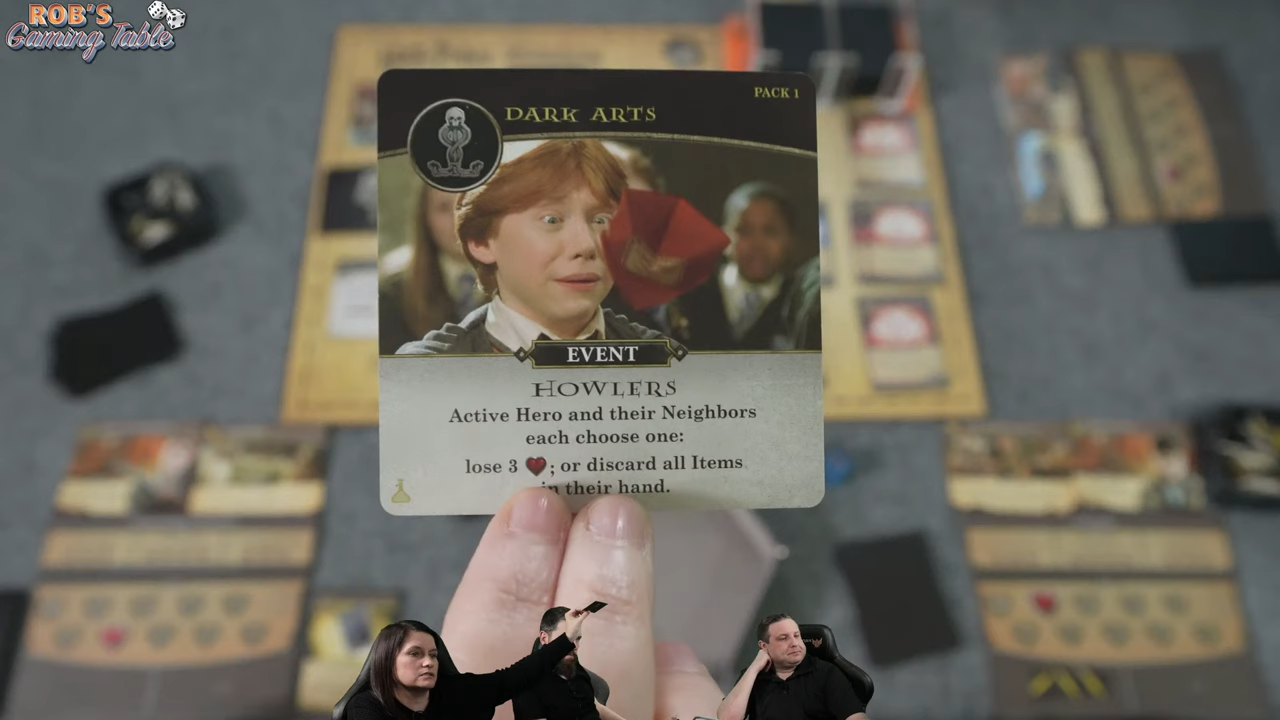 ROB'S
Gaming Table
PACK 1
DARK ARTS
EVENT
HOWLERS
Active Hero and their Neighbors
each choose one:
lose 3 ; or discard all Items
in their hand.